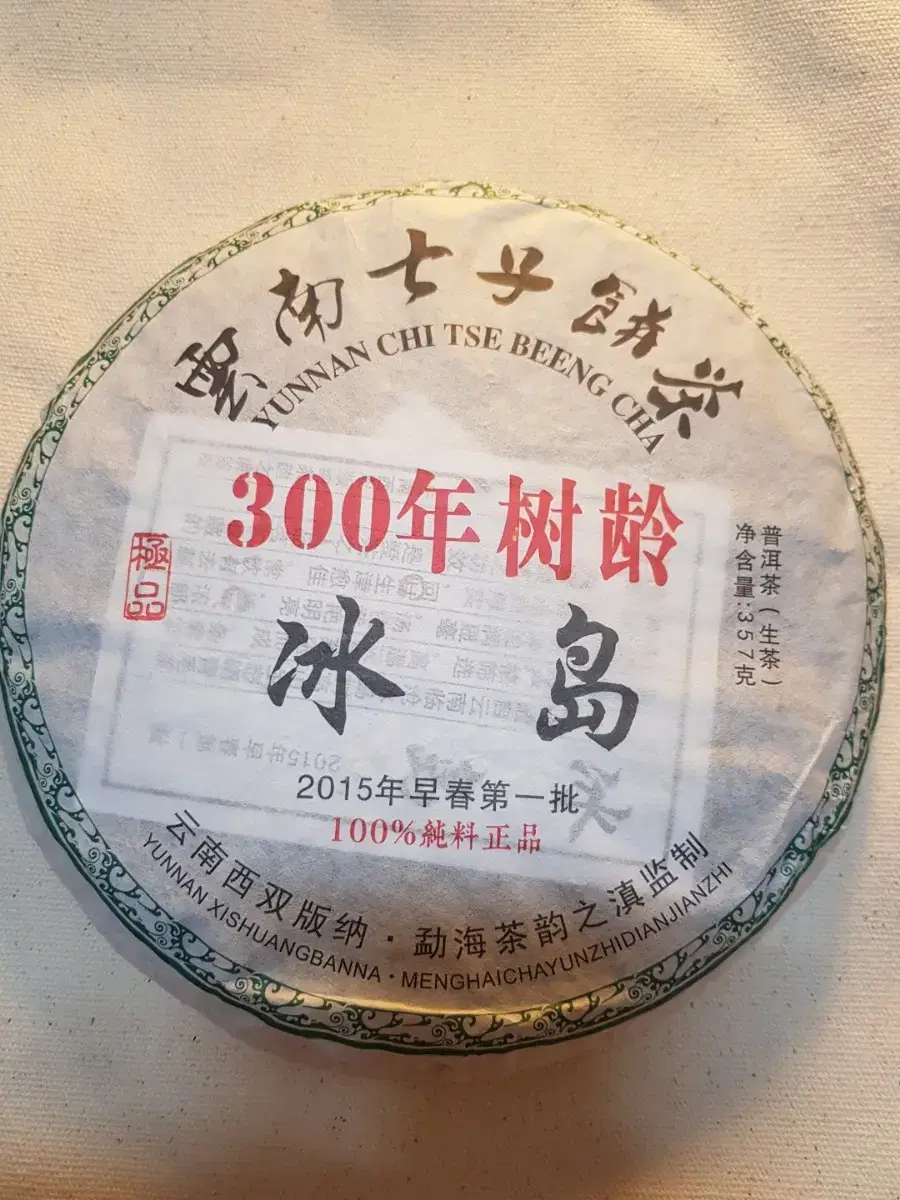 雲南七子餅茶
YUNNAN CHI TSE BEENG CHA
300年树龄
極品
冰岛
普洱茶(生茶)
净含量:357克
2015年早春第一批
100%純料正品
云南西双版纳·勐海茶韵之滇监制
YUNNAN XISHUANGBANNA·MENGHAICHAYUNZHIDIANJIANZHI